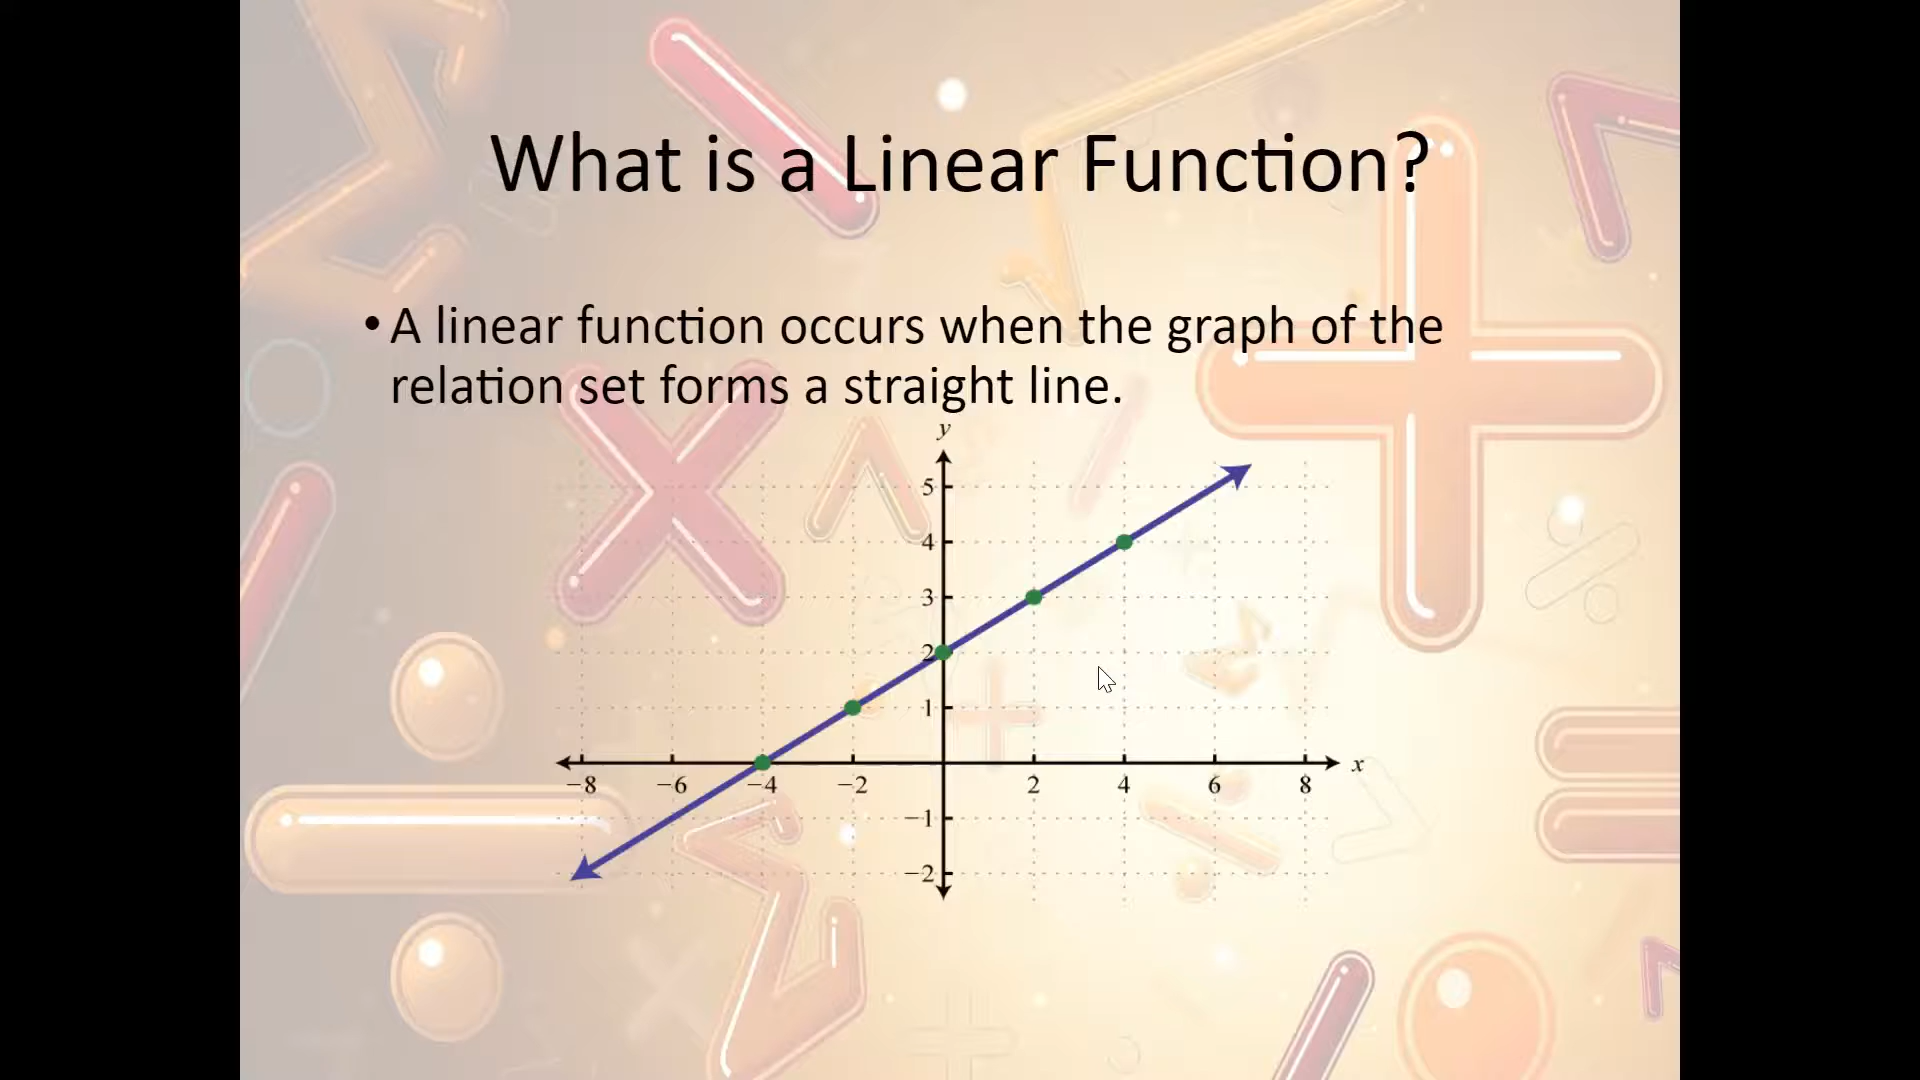 What is a Linear Function?
• A linear function occurs when the graph of the
relation set forms a straight line.
y
5
4
3
2
1
−8 −6 −4 −2 2 4 6 8 x
−1
−2